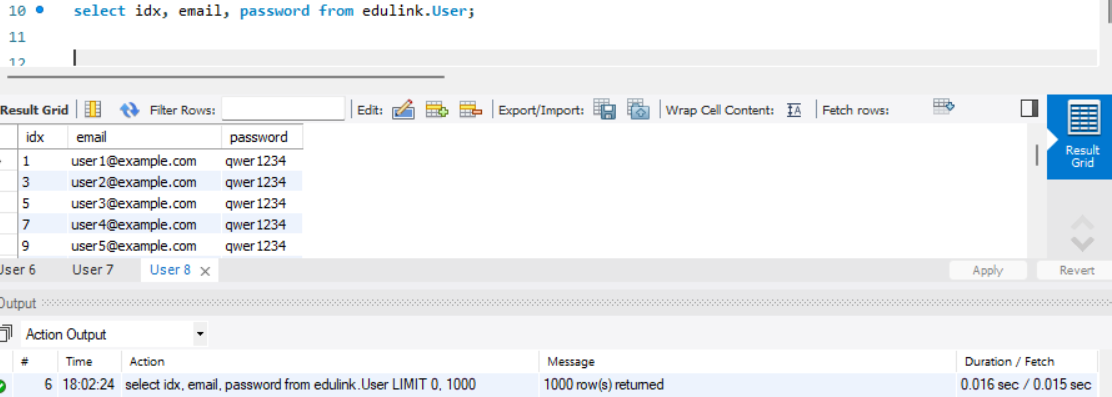 10 select idx, email, password from edulink.User;
11
12
Result Grid Filter Rows: Edit: Export/Import: Wrap Cell Content: IA Fetch rows:
idx email password
1 user1@example.com qwer1234
3 user2@example.com qwer1234
5 user3@example.com qwer1234
7 user4@example.com qwer1234
9 user5@example.com qwer1234
Result
Grid
User 6 User 7 User 8 Apply Revert
Output
Action Output
# Time Action Message Duration / Fetch
6 18:02:24 select idx, email, password from edulink.User LIMIT 0, 1000 1000 row(s) returned 0.016 sec / 0.015 sec